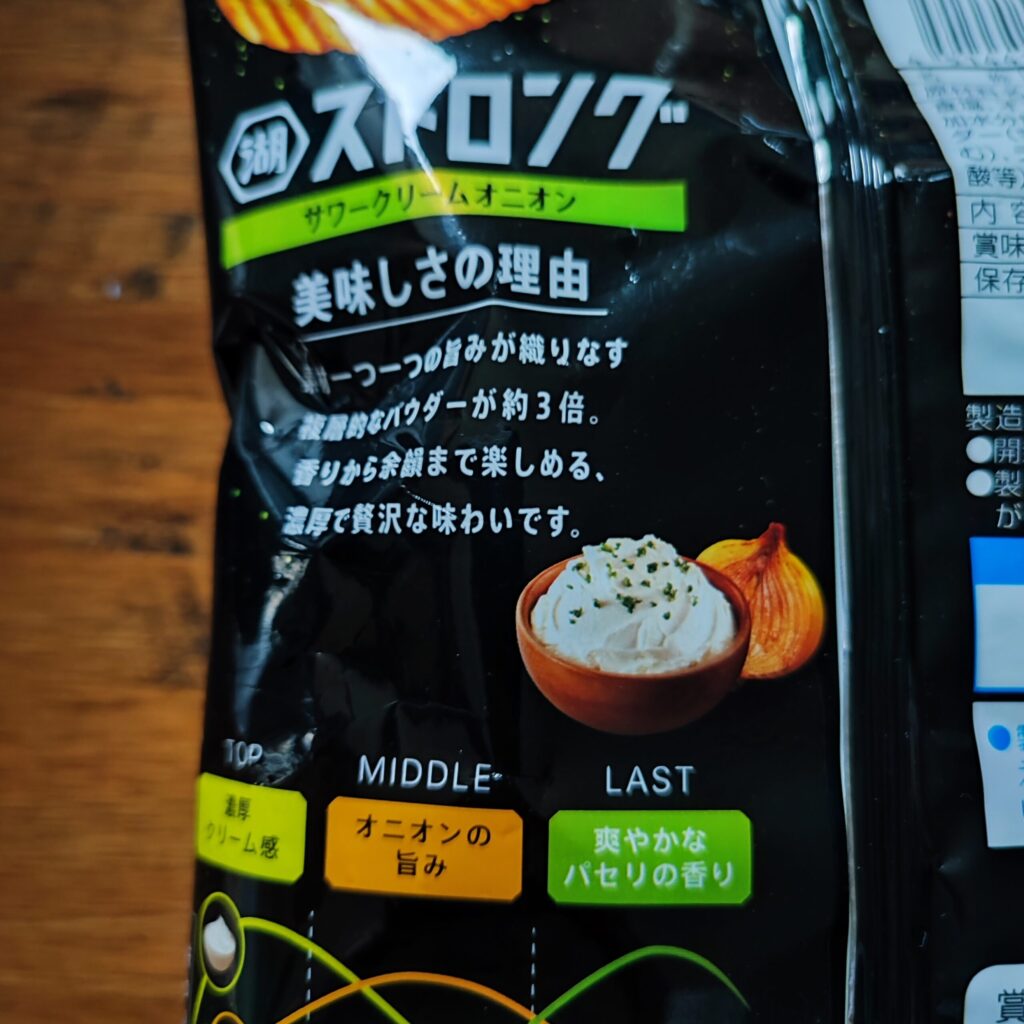 湖 ストロング
サワークリームオニオン
美味しさの理由
一つ一つの旨みが織りなす
複層的なパウダーが約3倍。
香りから余韻まで楽しめる、
濃厚で贅沢な味わいです。
TOP
MIDDLE
LAST
濃厚
クリーム感
オニオンの
旨み
爽やかな
パセリの香り
酸等)
内容
賞味
保存
製造
●開
●製
が
賞